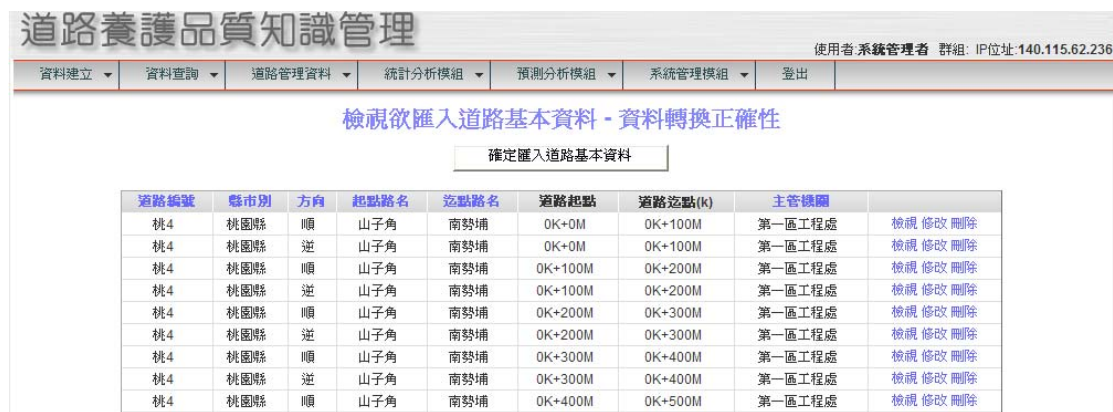 道路養護品質知識管理
使用者:系統管理者 群組: IP位址:140.115.62.236
資料建立 資料查詢 道路管理資料 統計分析模組 預測分析模組 系統管理模組 登出
檢視欲匯入道路基本資料 - 資料轉換正確性
確定匯入道路基本資料
道路編號 縣市別 方向 起點路名 迄點路名 道路起點 道路迄點(k) 主管機關
桃4 桃園縣 順 山子角 南勢埔 0K+0M 0K+100M 第一區工程處 檢視 修改 刪除
桃4 桃園縣 逆 山子角 南勢埔 0K+0M 0K+100M 第一區工程處 檢視 修改 刪除
桃4 桃園縣 順 山子角 南勢埔 0K+100M 0K+200M 第一區工程處 檢視 修改 刪除
桃4 桃園縣 逆 山子角 南勢埔 0K+100M 0K+200M 第一區工程處 檢視 修改 刪除
桃4 桃園縣 順 山子角 南勢埔 0K+200M 0K+300M 第一區工程處 檢視 修改 刪除
桃4 桃園縣 逆 山子角 南勢埔 0K+200M 0K+300M 第一區工程處 檢視 修改 刪除
桃4 桃園縣 順 山子角 南勢埔 0K+300M 0K+400M 第一區工程處 檢視 修改 刪除
桃4 桃園縣 逆 山子角 南勢埔 0K+300M 0K+400M 第一區工程處 檢視 修改 刪除
桃4 桃園縣 順 山子角 南勢埔 0K+400M 0K+500M 第一區工程處 檢視 修改 刪除